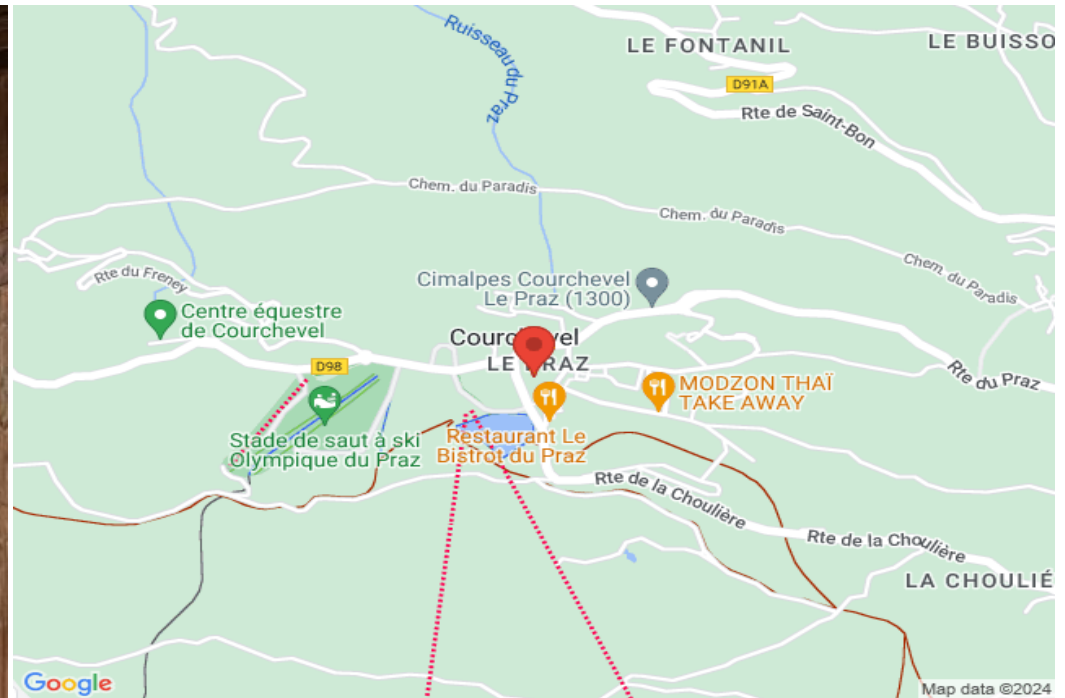 Ruisseau du Praz
LE FONTANIL
LE BUISSO
D91A
Rte de Saint-Bon
Chem. du Paradis
Chem. du Paradis
Chem. du Paradis
Rte du Freney
Cimalpes Courchevel
Le Praz (1300)
Centre équestre
de Courchevel
LE PRAZ
D98
Rte du Praz
MODZON THAÏ
TAKE AWAY
Stade de saut à ski
Olympique du Praz
Restaurant Le
Bistrot du Praz
Rte de la Choulière
Rte de la Choulière
LA CHOULIÉ
Google
Map data ©2024